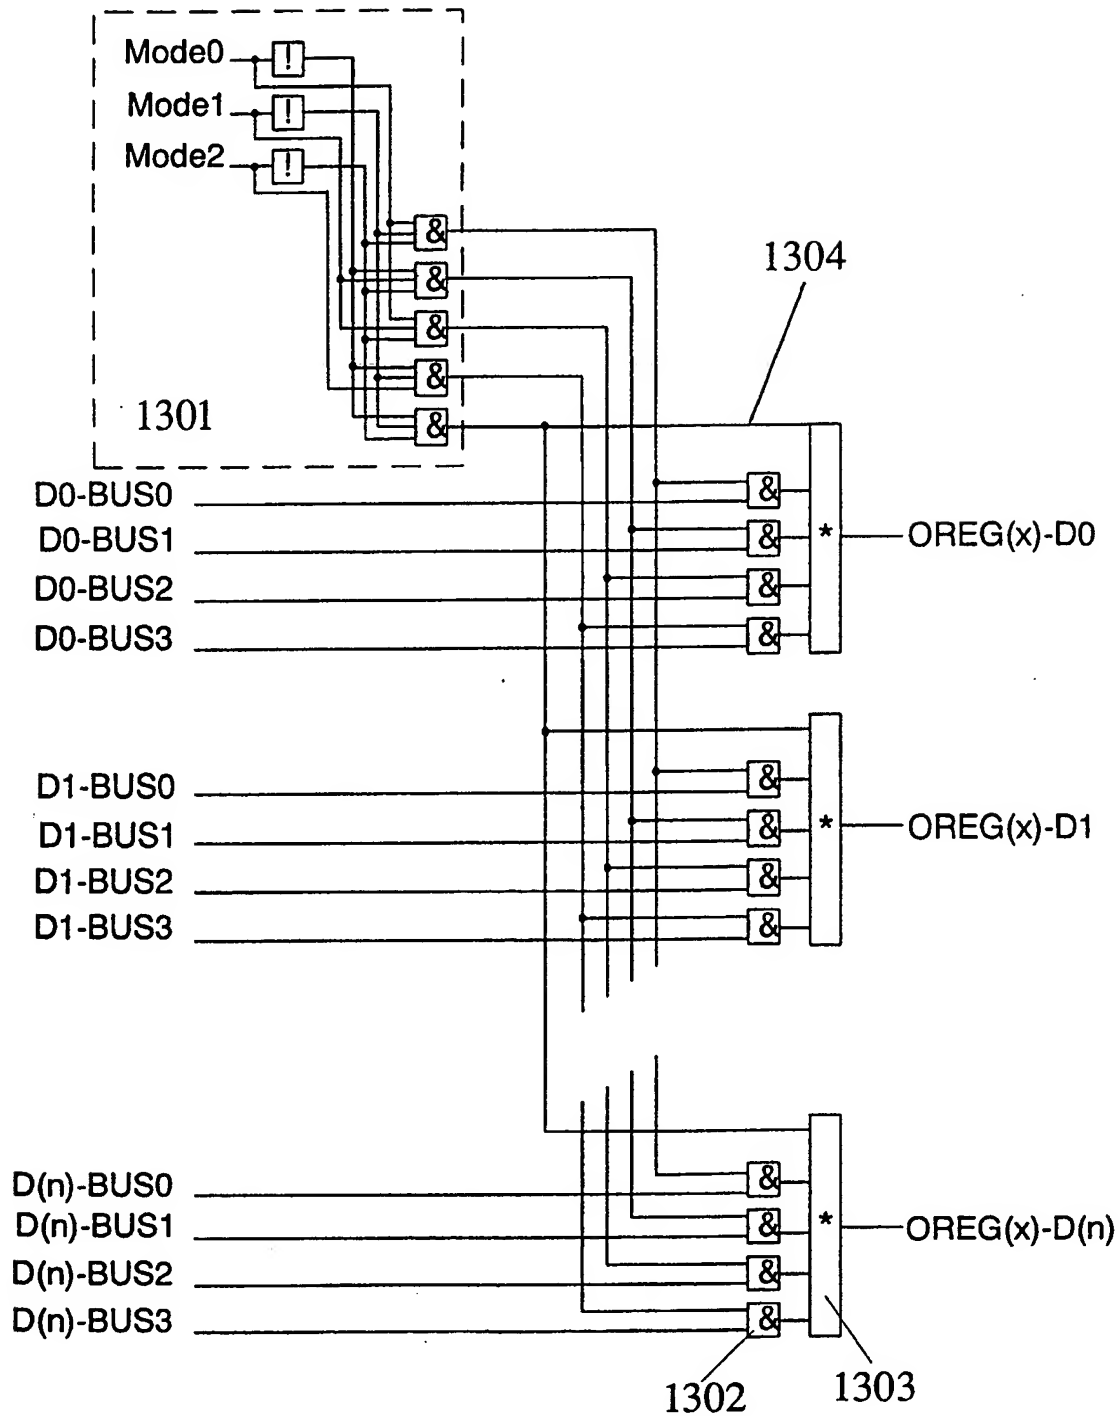 Mode0 !
Mode1 !
Mode2 !
&
&
&
&
&
1301
1304
D0-BUS0 &
D0-BUS1 & * OREG(x)-D0
D0-BUS2 &
D0-BUS3 &
D1-BUS0 &
D1-BUS1 & * OREG(x)-D1
D1-BUS2 &
D1-BUS3 &
D(n)-BUS0 &
D(n)-BUS1 & * OREG(x)-D(n)
D(n)-BUS2 &
D(n)-BUS3 &
1302
1303